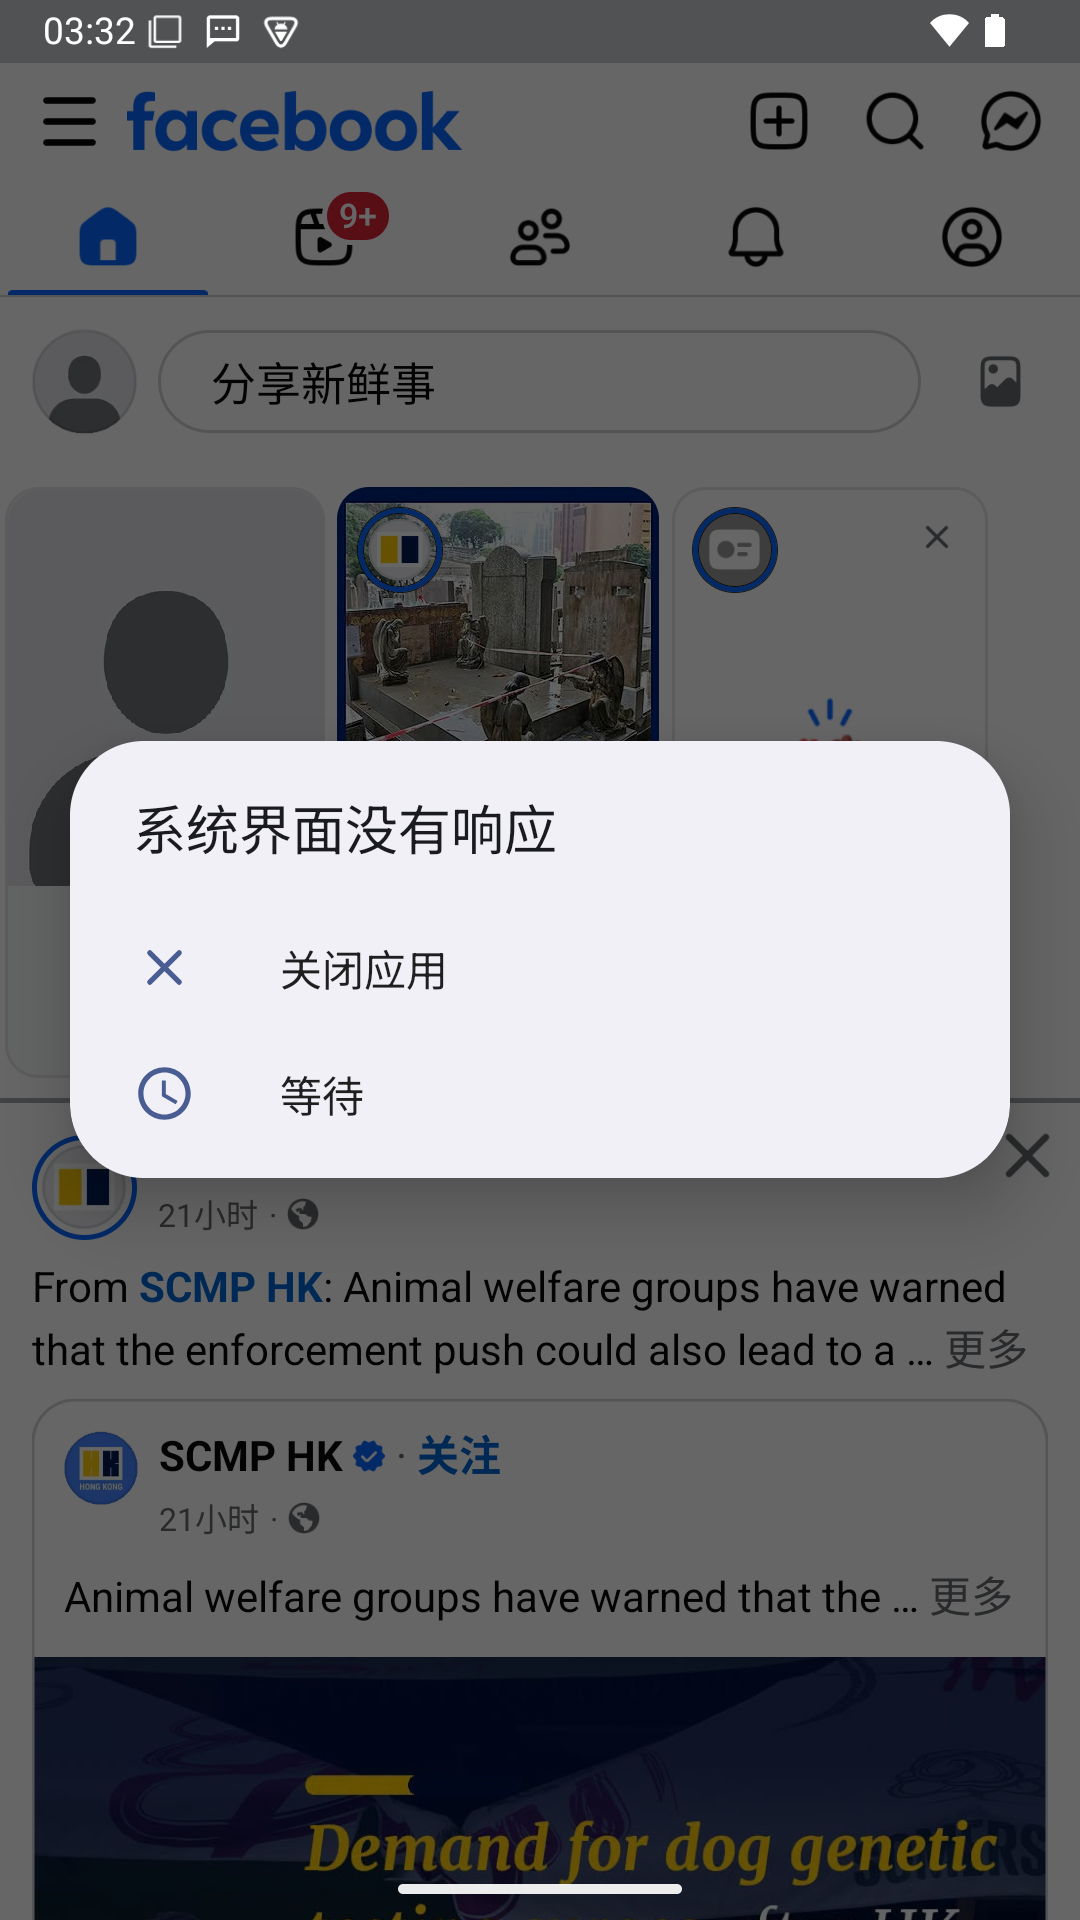 03:32
facebook
9+
分享新鲜事
系统界面没有响应
关闭应用
等待
21小时 ·
From SCMP HK: Animal welfare groups have warned
that the enforcement push could also lead to a ... 更多
HK
HONG KONG
SCMP HK · 关注
21小时 ·
Animal welfare groups have warned that the ... 更多
Demand for dog genetic